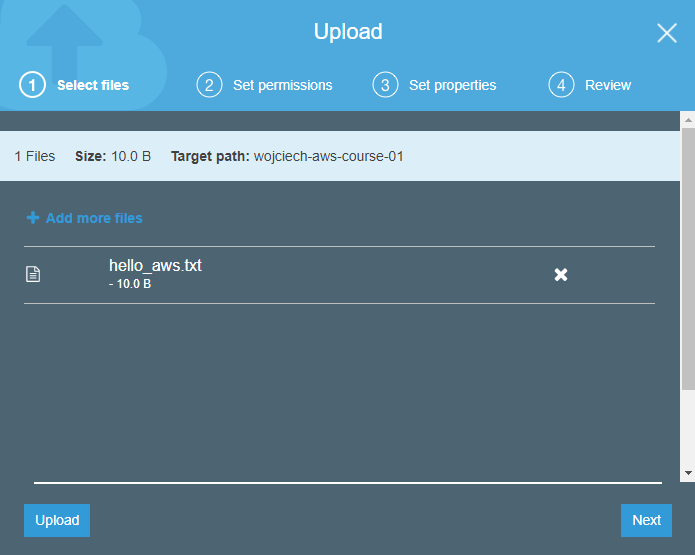 Upload
1 Select files 2 Set permissions 3 Set properties 4 Review
1 Files Size: 10.0 B Target path: wojciech-aws-course-01
Add more files
hello_aws.txt
- 10.0 B
Upload Next